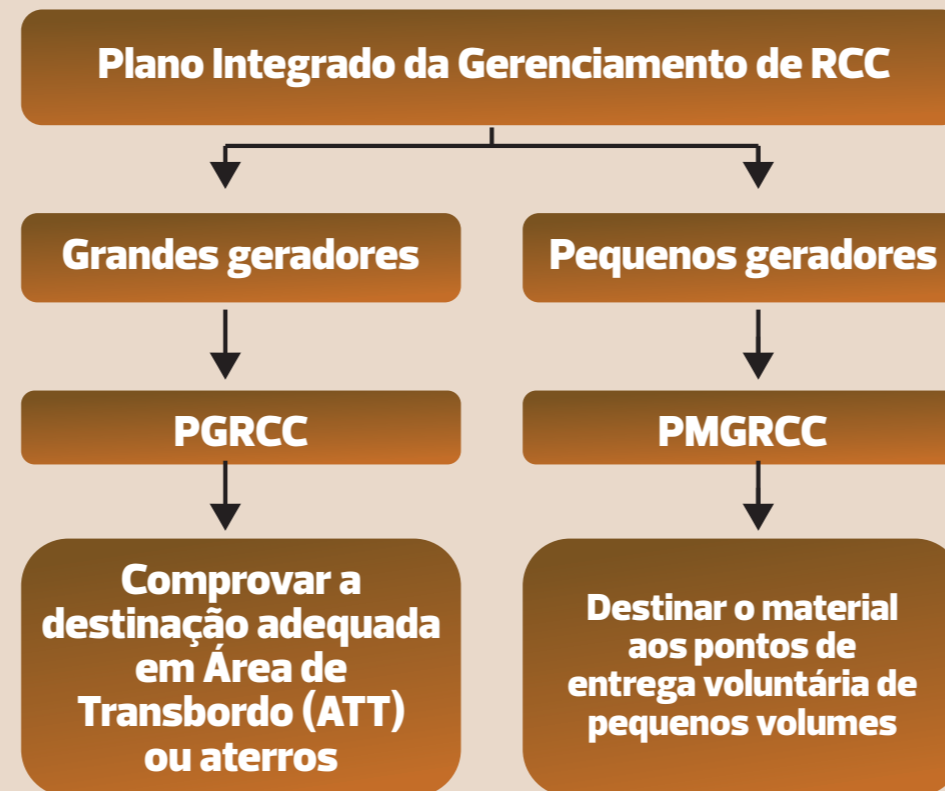 Plano Integrado da Gerenciamento de RCC
Grandes geradores
Pequenos geradores
PGRCC
PMGRCC
Comprovar a
destinação adequada
em Área de
Transbordo (ATT)
ou aterros
Destinar o material
aos pontos de
entrega voluntária de
pequenos volumes